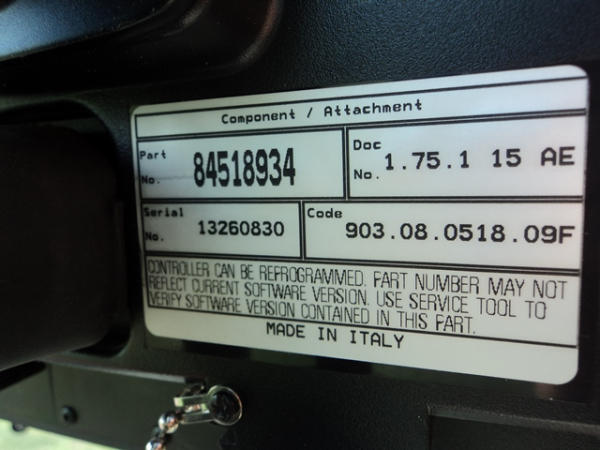 Component / Attachment
Part No. 84518934
Doc No. 1.75.1 15 AE
Serial No. 13260830
Code 903.08.0518.09F
CONTROLLER CAN BE REPROGRAMMED. PART NUMBER MAY NOT
REFLECT CURRENT SOFTWARE VERSION. USE SERVICE TOOL TO
VERIFY SOFTWARE VERSION CONTAINED IN THIS PART.
MADE IN ITALY